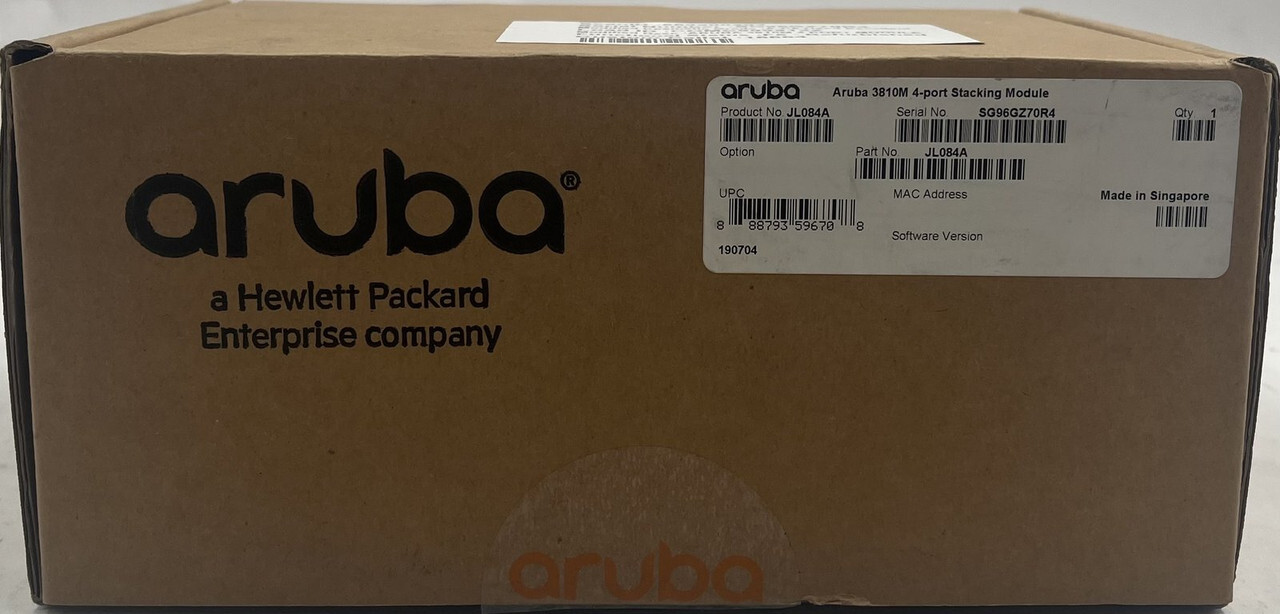 aruba Aruba 3810M 4-port Stacking Module
Product No JL084A Serial No SG96GZ70R4 Qty 1
Option Part No JL084A
UPC MAC Address Made in Singapore
8 88793 59670 8
Software Version
190704
aruba®
a Hewlett Packard
Enterprise company
aruba